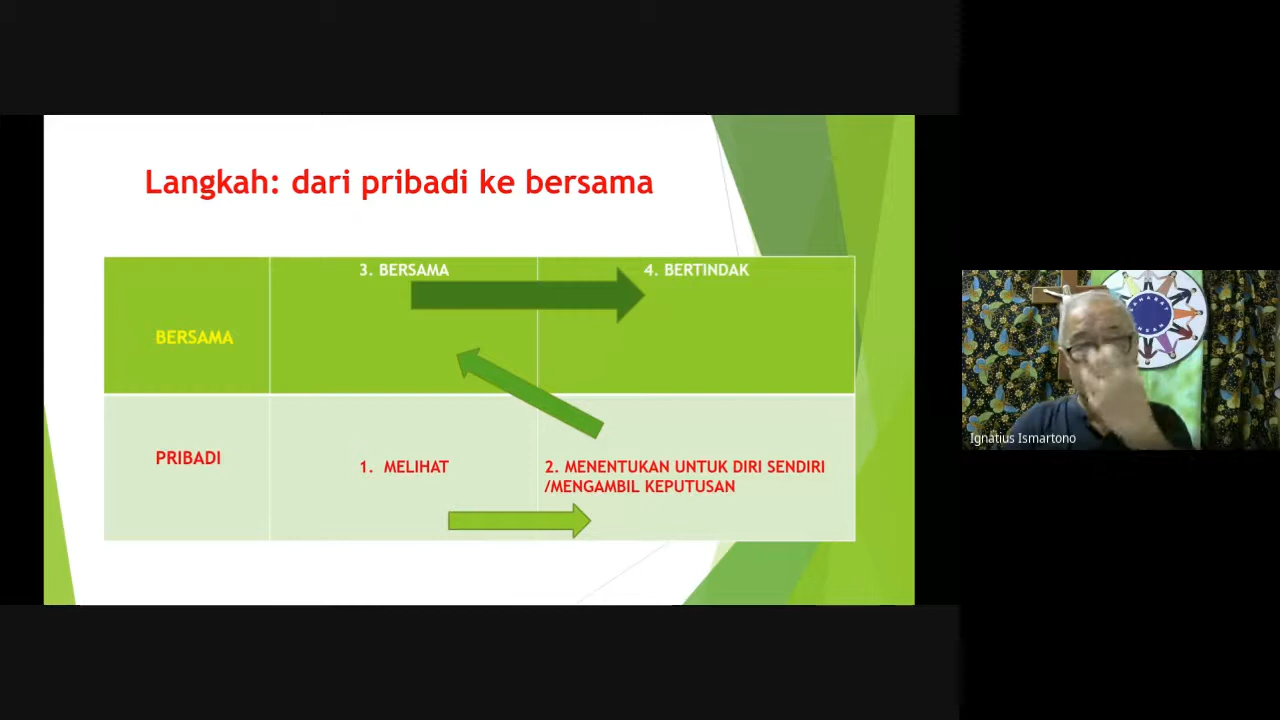 Langkah: dari pribadi ke bersama
3. BERSAMA
4. BERTINDAK
BERSAMA
PRIBADI
1. MELIHAT
2. MENENTUKAN UNTUK DIRI SENDIRI
/MENGAMBIL KEPUTUSAN
Ignatius Ismartono